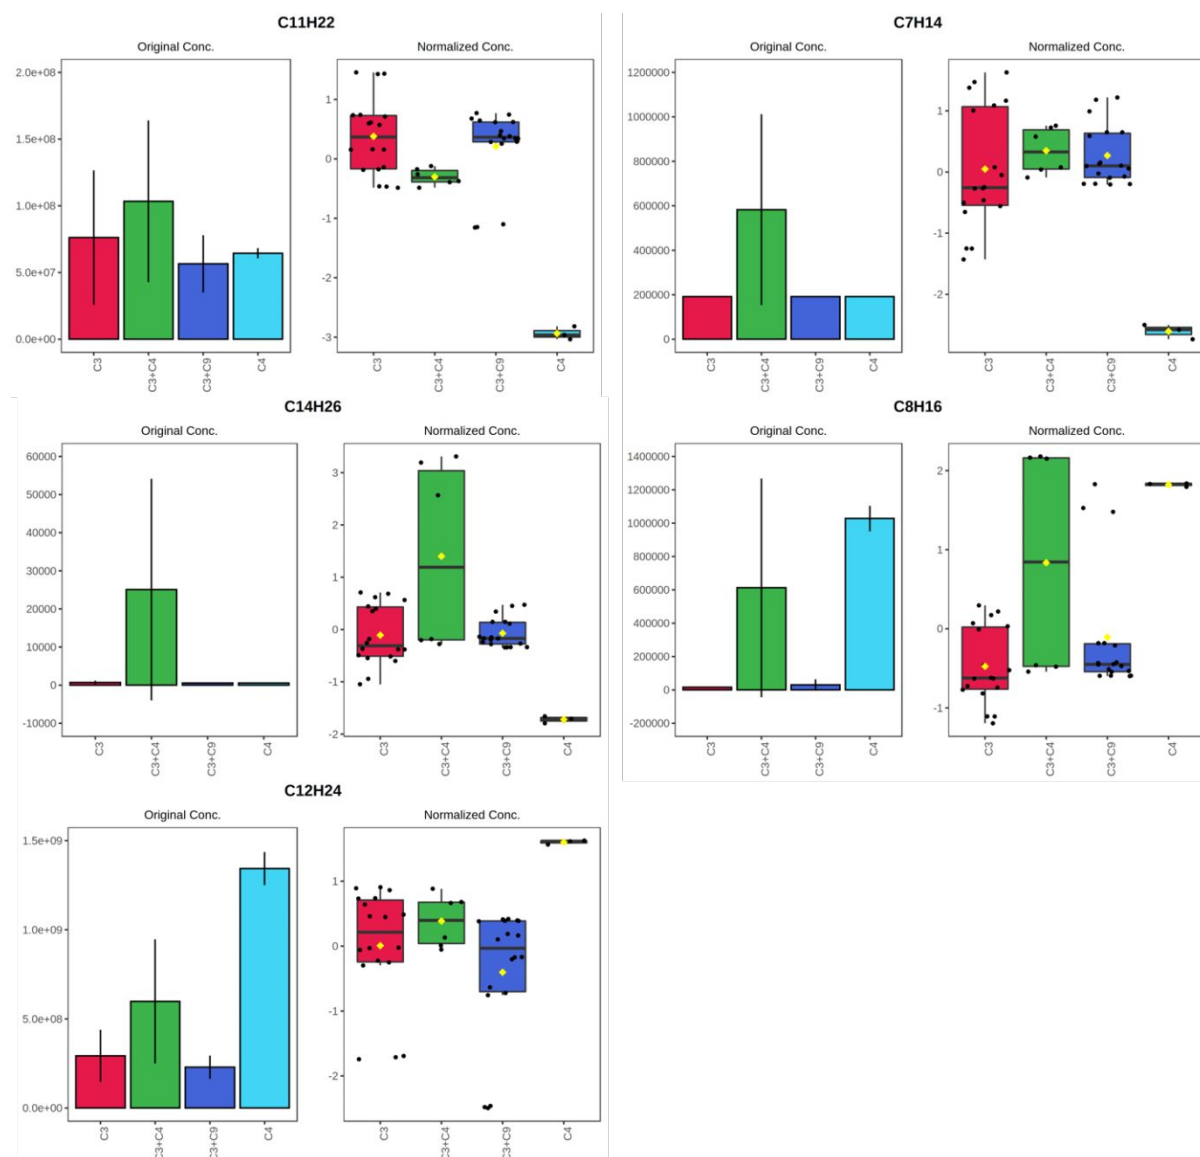 C11H22
Original Conc.
Normalized Conc.
2.0e+08
1.5e+08
1.0e+08
5.0e+07
0.0e+00
1
0
-1
-2
-3
C3
C3+C4
C3+C9
C4
C3
C3+C4
C3+C9
C4
C7H14
Original Conc.
Normalized Conc.
1200000
1000000
800000
600000
400000
200000
0
1
0
-1
-2
C3
C3+C4
C3+C9
C4
C3
C3+C4
C3+C9
C4
C14H26
Original Conc.
Normalized Conc.
60000
50000
40000
30000
20000
10000
0
-10000
3
2
1
0
-1
-2
C3
C3+C4
C3+C9
C4
C3
C3+C4
C3+C9
C4
C8H16
Original Conc.
Normalized Conc.
1400000
1200000
1000000
800000
600000
400000
200000
0
-200000
2
1
0
-1
C3
C3+C4
C3+C9
C4
C3
C3+C4
C3+C9
C4
C12H24
Original Conc.
Normalized Conc.
1.5e+09
1.0e+09
5.0e+08
0.0e+00
1
0
-1
-2
C3
C3+C4
C3+C9
C4
C3
C3+C4
C3+C9
C4